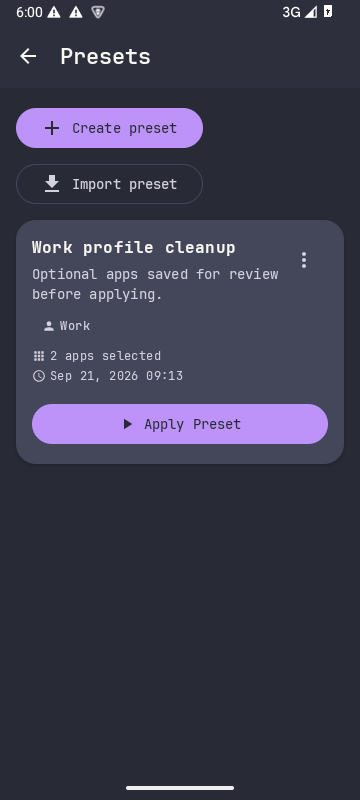 6:00
3G
Presets
Create preset
Import preset
Work profile cleanup
Optional apps saved for review
before applying.
Work
2 apps selected
Sep 21, 2026 09:13
Apply Preset